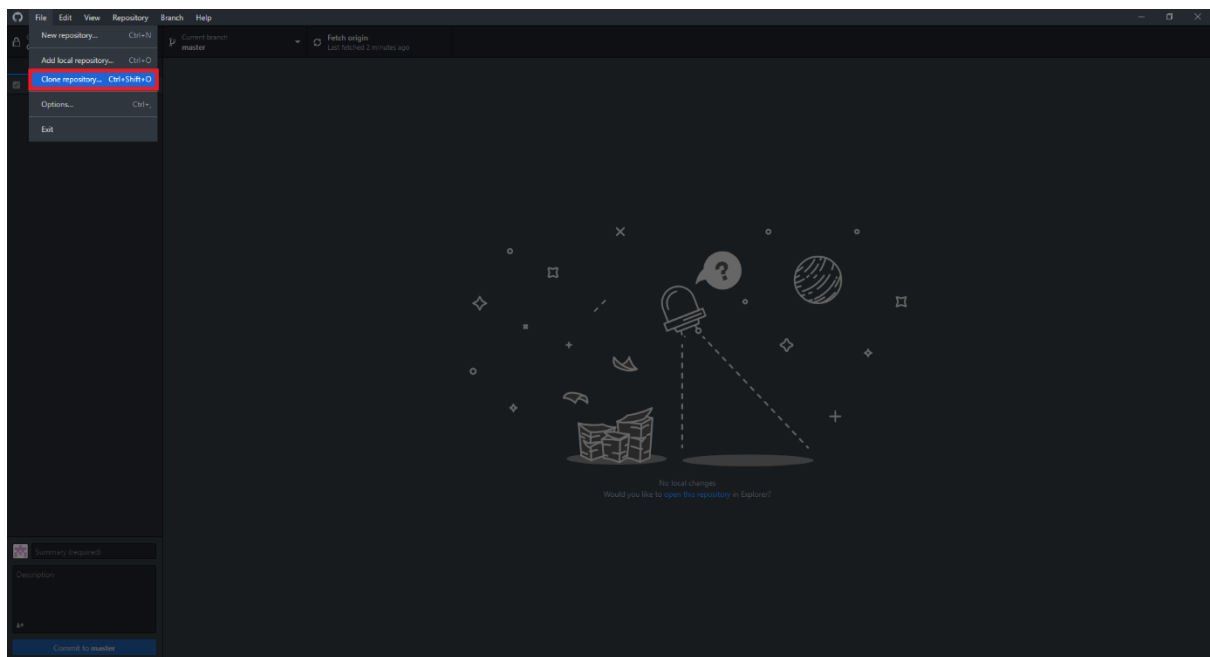 File Edit View Repository Branch Help
New repository... Ctrl+N
Add local repository... Ctrl+O
Clone repository... Ctrl+Shift+O
Options... Ctrl+,
Exit
Current branch
master
Fetch origin
Last fetched 2 minutes ago
?
No local changes
Would you like to open this repository in Explorer?
Summary (required)
Description
Commit to master